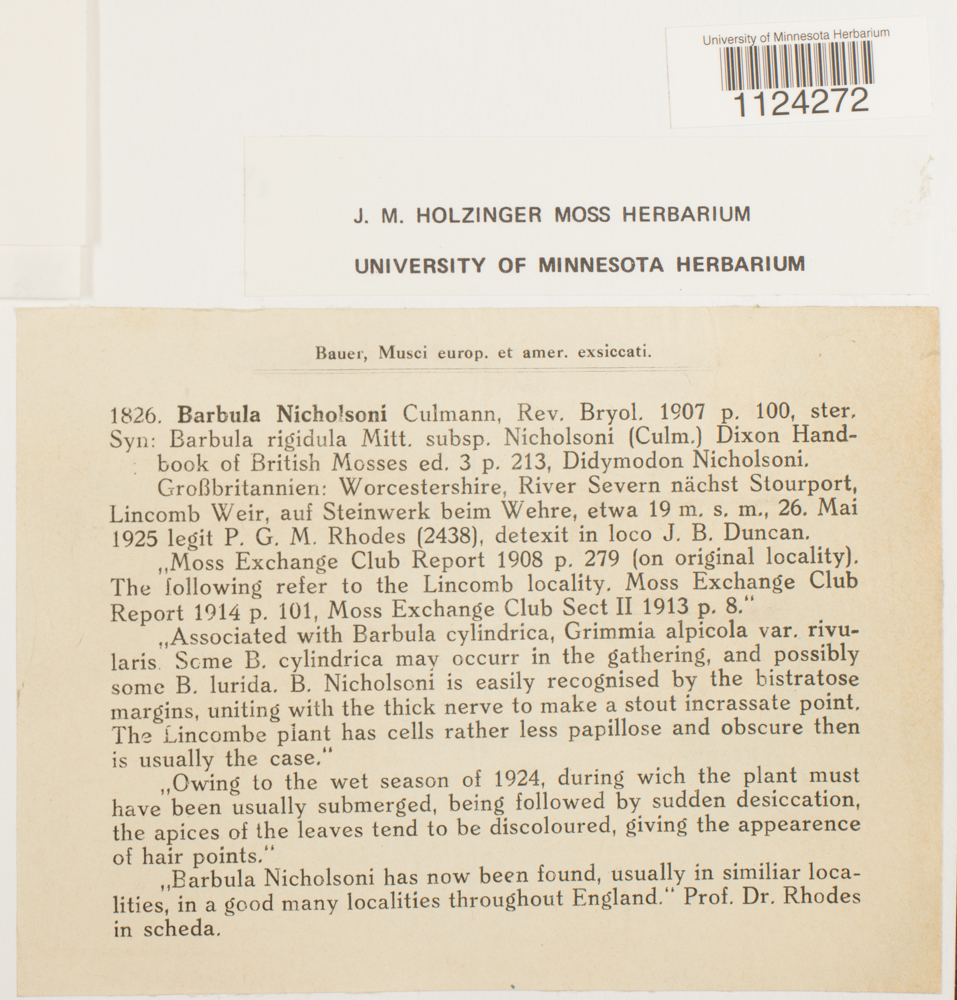 University of Minnesota Herbarium
1124272
J. M. HOLZINGER MOSS HERBARIUM
UNIVERSITY OF MINNESOTA HERBARIUM
Bauer, Musci europ. et amer. exsiccati.
1826. Barbula Nicholsoni Culmann, Rev. Bryol. 1907 p. 100, ster.
Syn: Barbula rigidula Mitt. subsp. Nicholsoni (Culm.) Dixon Hand-
book of British Mosses ed. 3 p. 213, Didymodon Nicholsoni.
Großbritannien: Worcestershire, River Severn nächst Stourport,
Lincomb Weir, auf Steinwerk beim Wehre, etwa 19 m. s. m., 26. Mai
1925 legit P. G. M. Rhodes (2438), detexit in loco J. B. Duncan.
„Moss Exchange Club Report 1908 p. 279 (on original locality).
The following refer to the Lincomb locality. Moss Exchange Club
Report 1914 p. 101, Moss Exchange Club Sect II 1913 p. 8.“
„Associated with Barbula cylindrica, Grimmia alpicola var. rivu-
laris. Some B. cylindrica may occurr in the gathering, and possibly
some B. lurida. B. Nicholsoni is easily recognised by the bistratose
margins, uniting with the thick nerve to make a stout incrassate point.
The Lincombe plant has cells rather less papillose and obscure then
is usually the case.“
„Owing to the wet season of 1924, during wich the plant must
have been usually submerged, being followed by sudden desiccation,
the apices of the leaves tend to be discoloured, giving the appearence
of hair points.“
„Barbula Nicholsoni has now been found, usually in similiar loca-
lities, in a good many localities throughout England.“ Prof. Dr. Rhodes
in scheda.